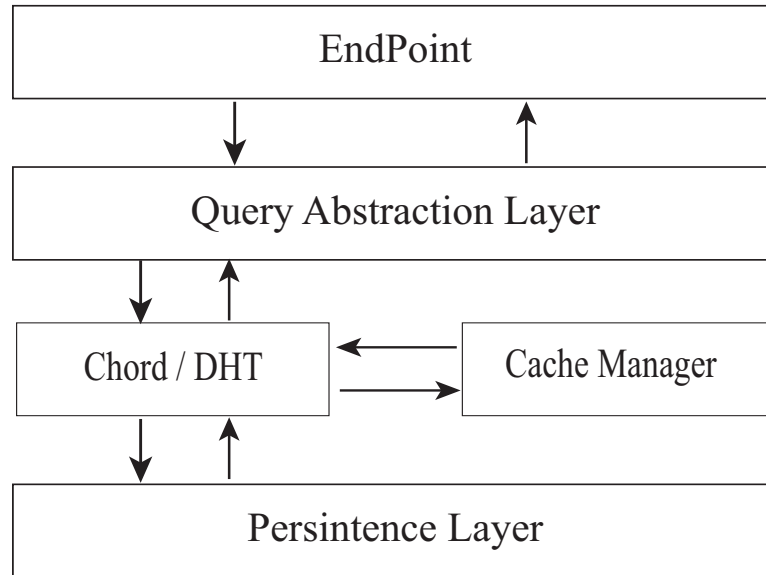 EndPoint
Query Abstraction Layer
Chord / DHT
Cache Manager
Persintence Layer